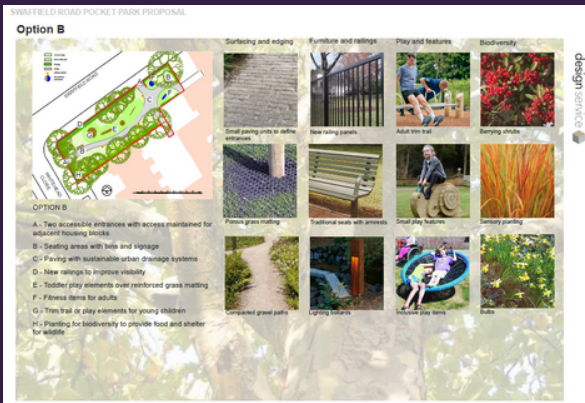 SWAFFIELD ROAD POCKET PARK PROPOSAL
Option B
SWAFFIELD ROAD
WHITEHEAD
CLOSE
OPTION B
A - Two accessible entrances with access maintained for
adjacent housing blocks
B - Seating areas with bins and signage
C - Paving with sustainable urban drainage systems
D - New railings to improve visibility
E - Toddler play elements over reinforced grass matting
F - Fitness items for adults
G - Trim trail or play elements for young children
H - Planting for biodiversity to provide food and shelter
for wildlife
Surfacing and edging
Small paving units to define
entrances
Porous grass matting
Compacted gravel paths
Furniture and railings
New railing panels
Traditional seats with armrests
Lighting bollards
Play and features
Adult trim trail
Small play features
Inclusive play items
Biodiversity
Berrying shrubs
Sensory planting
Bulbs
design service